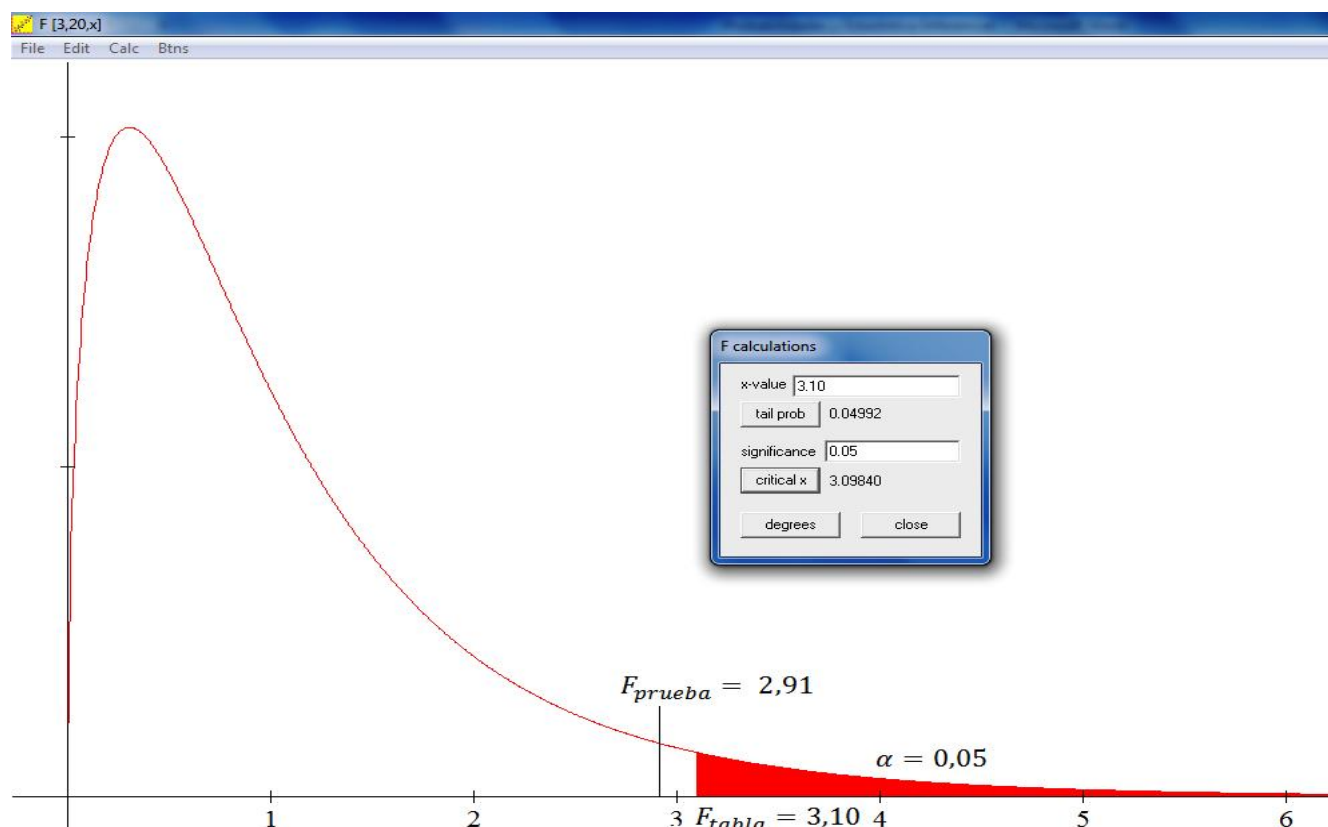 F [3,20,x]
File Edit Calc Btns
F calculations
x-value 3.10
tail prob 0.04992
significance 0.05
critical x 3.09840
degrees close
F_prueba = 2,91
α = 0,05
1 2 3 4 5 6
F_tabla = 3,10